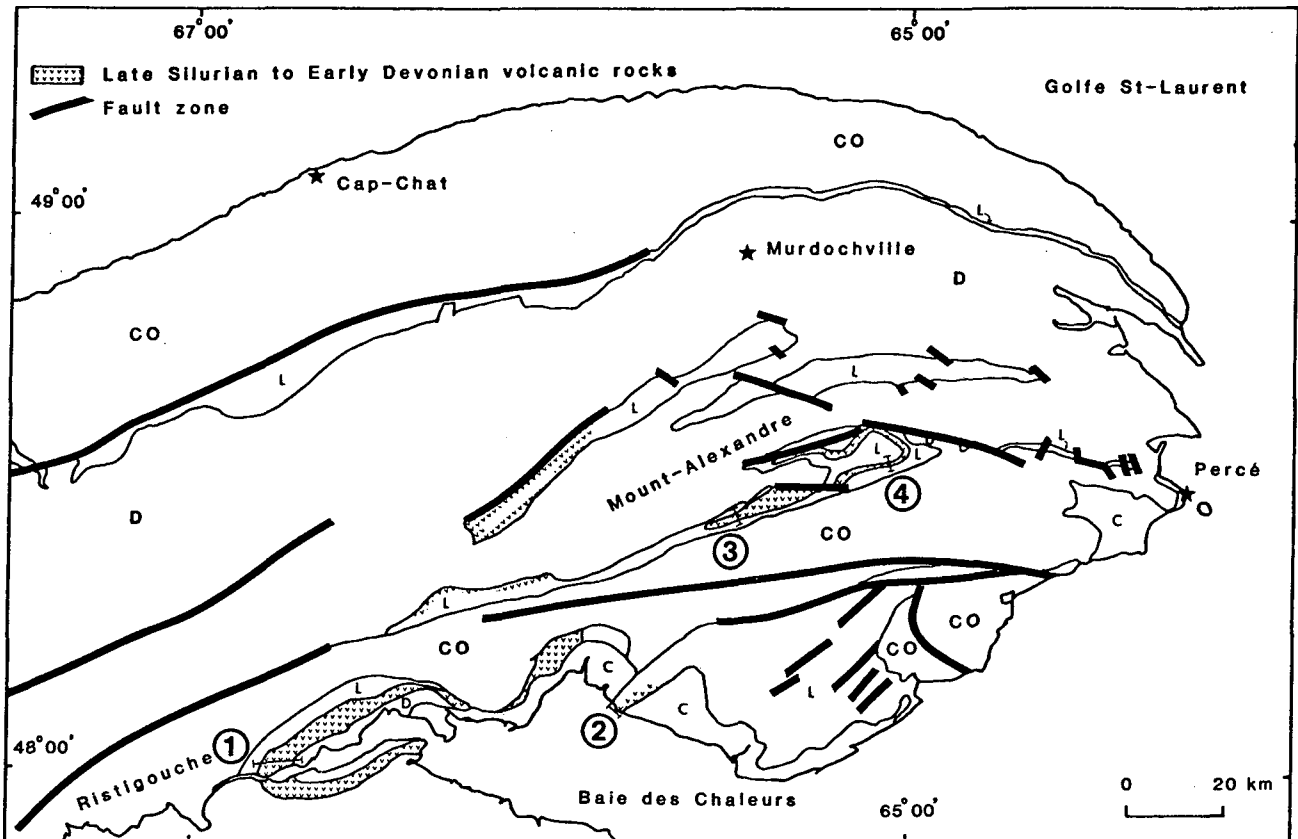 67°00'
65°00'
Late Silurian to Early Devonian volcanic rocks
Fault zone
Golfe St-Laurent
CO
Cap-Chat
49°00'
L
Murdochville
D
CO
L
L
L
Mount-Alexandre
L
L
L
D
Percé
D
4
C
3
CO
L
CO
CO
CO
C
L
D
L
C
2
1
48°00'
Ristigouche
Baie des Chaleurs
65°00'
0 20 km